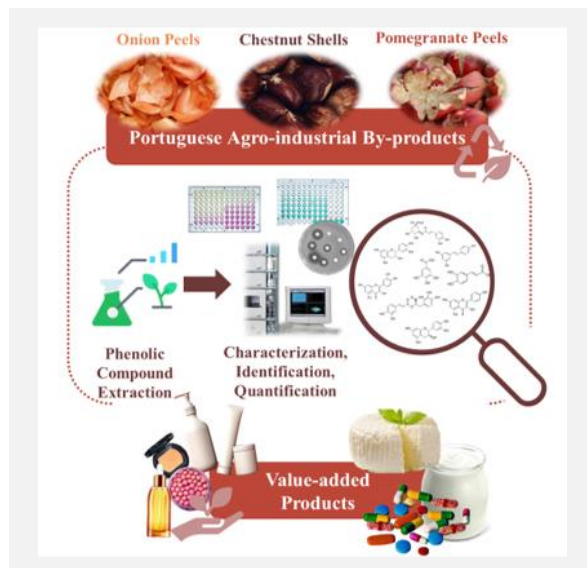 Onion Peels
Chestnut Shells
Pomegranate Peels
Portuguese Agro-industrial By-products
Phenolic
Compound
Extraction
Characterization,
Identification,
Quantification
Value-added
Products